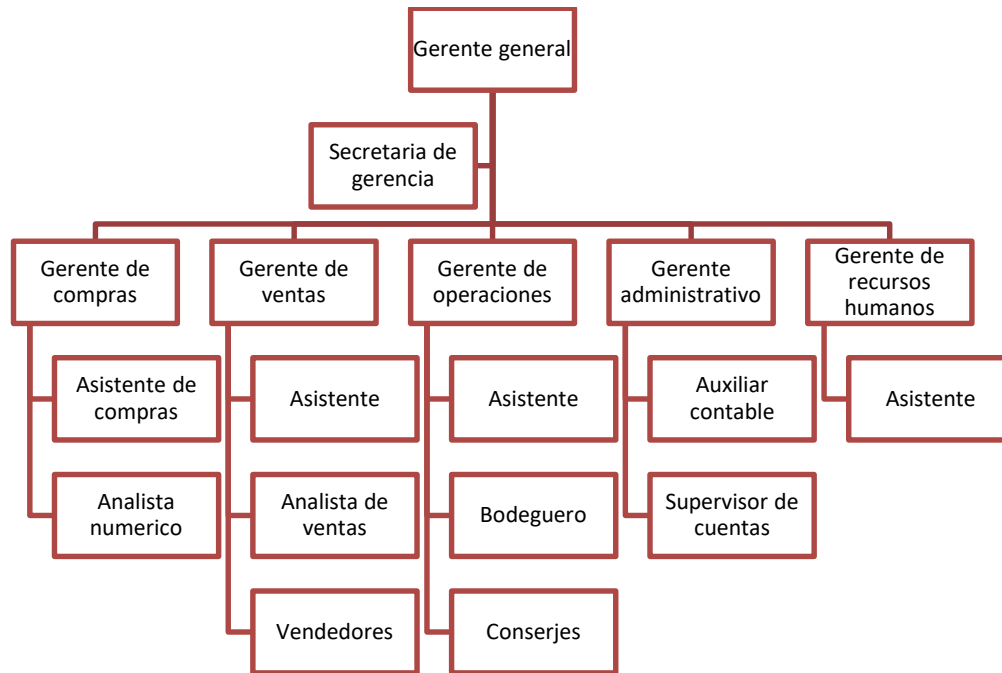 Gerente general
Secretaria de
gerencia
Gerente de
compras
Gerente de
ventas
Gerente de
operaciones
Gerente
administrativo
Gerente de
recursos
humanos
Asistente de
compras
Asistente
Asistente
Auxiliar
contable
Asistente
Analista
numerico
Analista de
ventas
Bodeguero
Supervisor de
cuentas
Vendedores
Conserjes